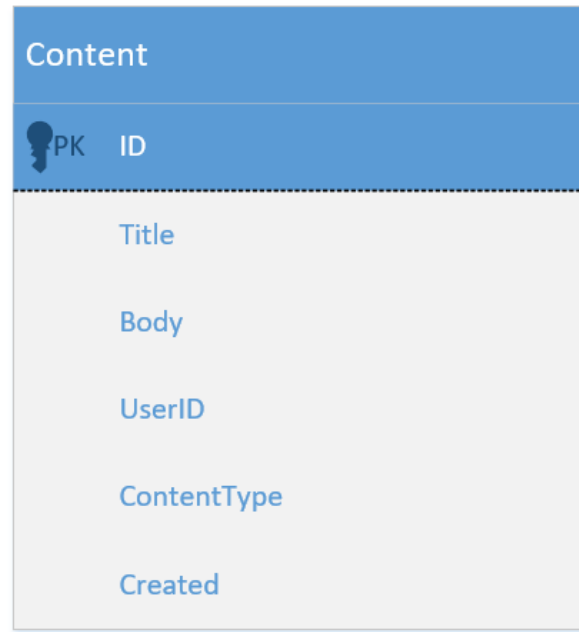 Content
PK ID
Title
Body
UserID
ContentType
Created